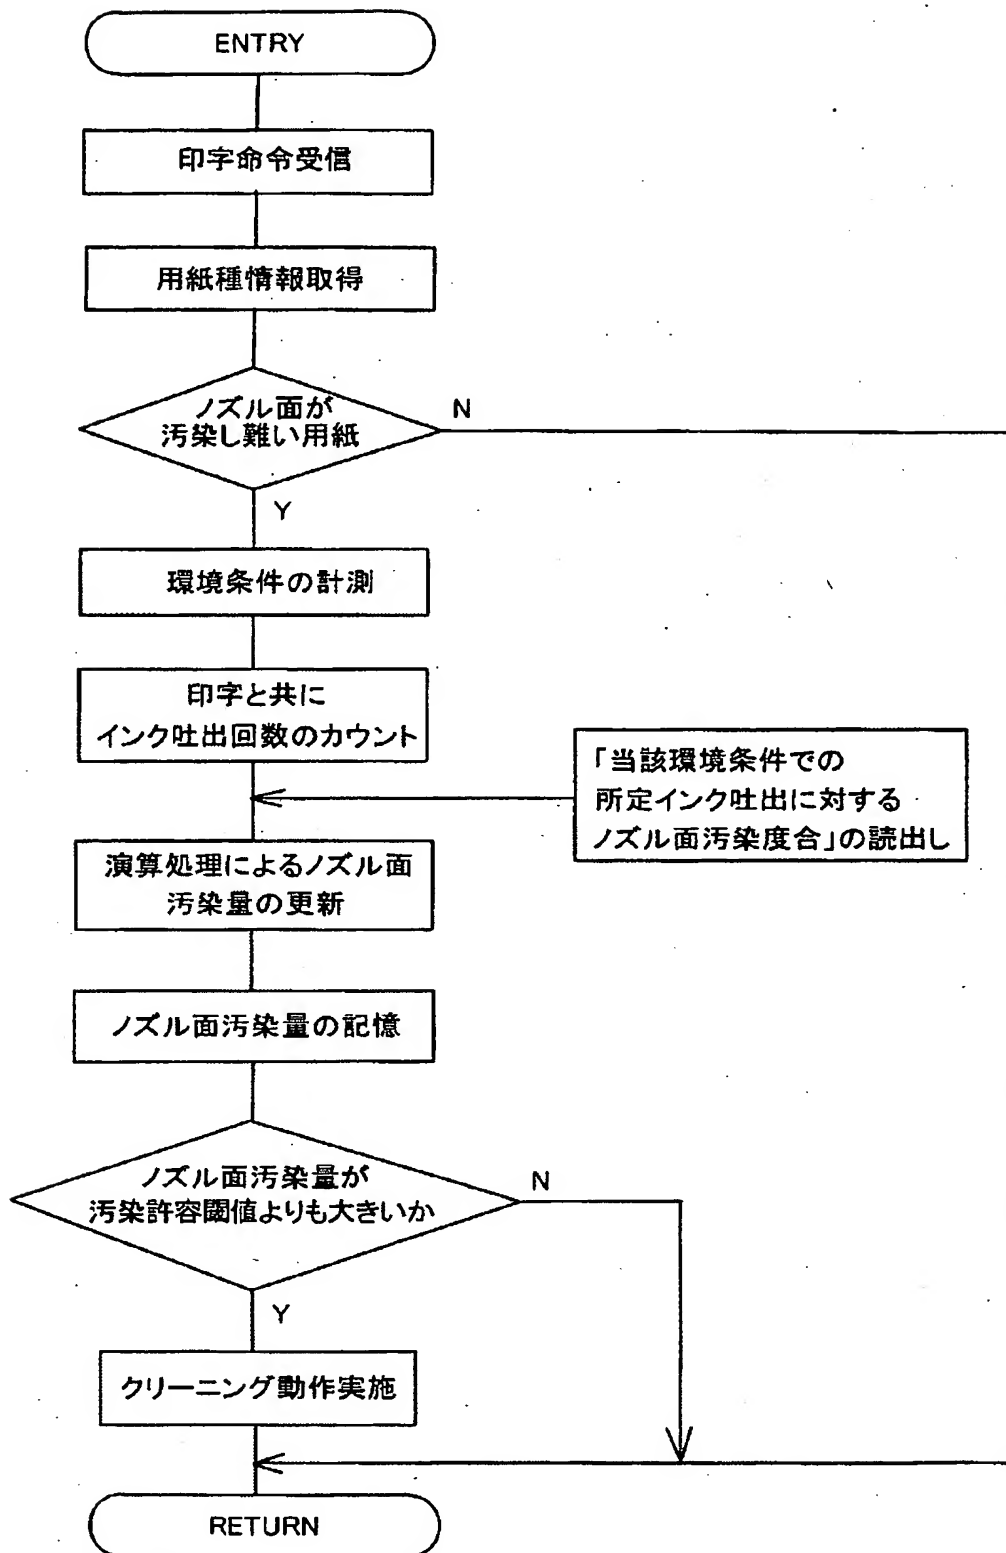 ENTRY
印字命令受信
用紙種情報取得
ノズル面が
汚染し難い用紙
N
Y
環境条件の計測
印字と共に
インク吐出回数のカウント
「当該環境条件での
所定インク吐出に対する
ノズル面汚染度合」の読出し
演算処理によるノズル面
汚染量の更新
ノズル面汚染量の記憶
ノズル面汚染量が
汚染許容閾値よりも大きいか
N
Y
クリーニング動作実施
RETURN